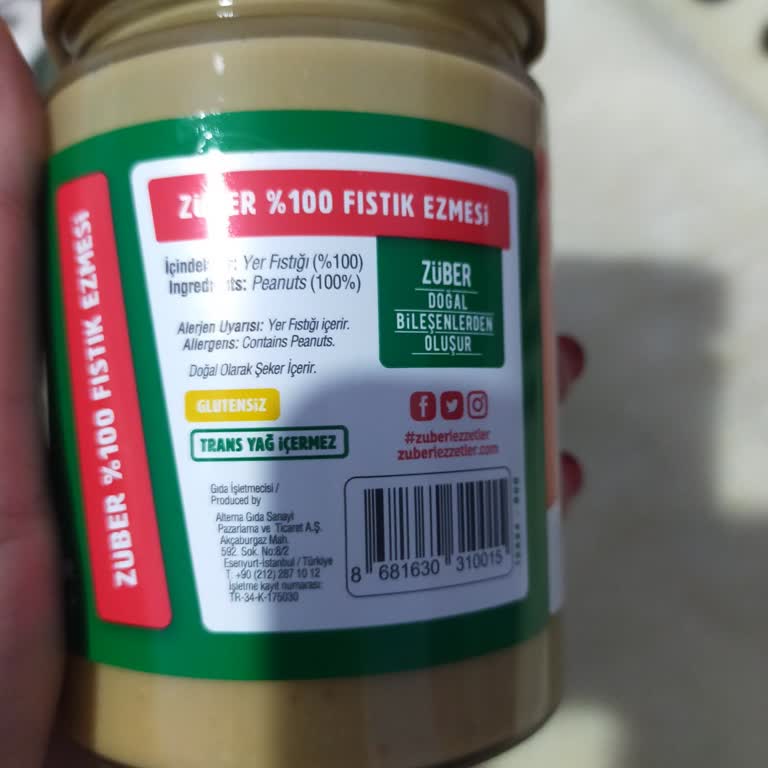 ZÜBER %100 FISTIK EZMESİ
ZÜBER %100 FISTIK EZMESİ
İçindekiler: Yer Fıstığı (%100)
Ingredients: Peanuts (100%)
Alerjen Uyarısı: Yer Fıstığı içerir.
Allergens: Contains Peanuts.
Doğal Olarak Şeker İçerir.
ZÜBER
DOĞAL
BİLEŞENLERDEN
OLUŞUR
GLUTENSİZ
TRANS YAĞ İÇERMEZ
#zuberlezzetler
zuberlezzetler.com
Gıda İşletmecisi /
Produced by
Altema Gıda Sanayi
Pazarlama ve Ticaret A.Ş.
Akçaburgaz Mah.
592. Sok. No:8/2
Esenyurt-İstanbul / Türkiye
T. +90 (212) 287 10 12
İşletme kayıt numarası:
TR-34-K-175030
8 681630 310015